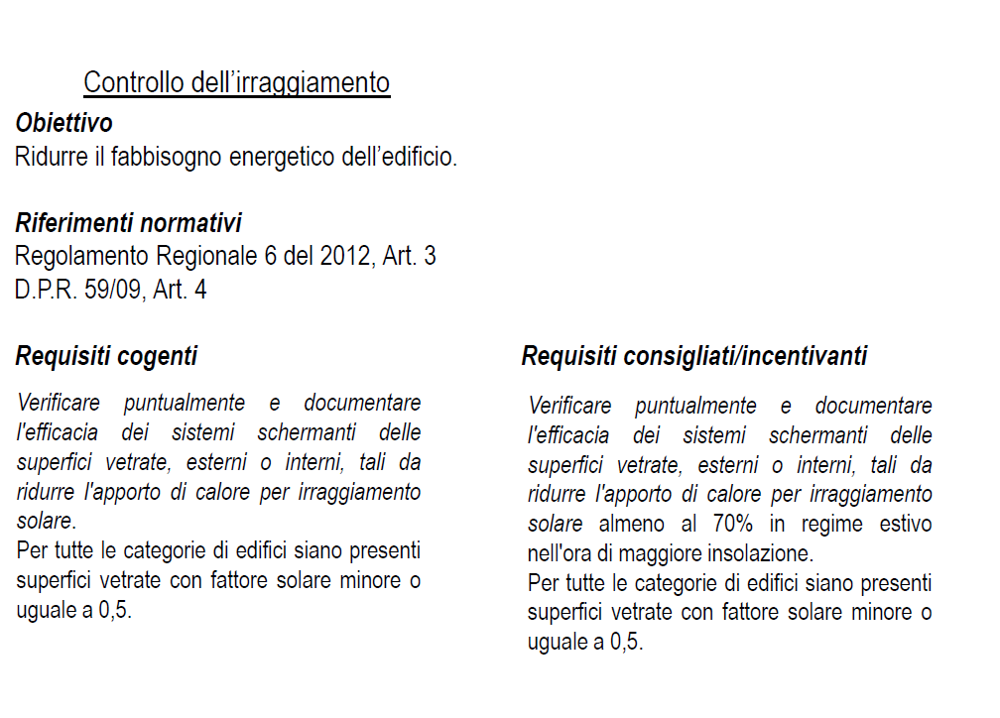 Controllo dell’irraggiamento
Obiettivo
Ridurre il fabbisogno energetico dell’edificio.
Riferimenti normativi
Regolamento Regionale 6 del 2012, Art. 3
D.P.R. 59/09, Art. 4
Requisiti cogenti
Verificare puntualmente e documentare
l'efficacia dei sistemi schermanti delle
superfici vetrate, esterni o interni, tali da
ridurre l'apporto di calore per irraggiamento
solare.
Per tutte le categorie di edifici siano presenti
superfici vetrate con fattore solare minore o
uguale a 0,5.
Requisiti consigliati/incentivanti
Verificare puntualmente e documentare
l'efficacia dei sistemi schermanti delle
superfici vetrate, esterni o interni, tali da
ridurre l'apporto di calore per irraggiamento
solare almeno al 70% in regime estivo
nell'ora di maggiore insolazione.
Per tutte le categorie di edifici siano presenti
superfici vetrate con fattore solare minore o
uguale a 0,5.